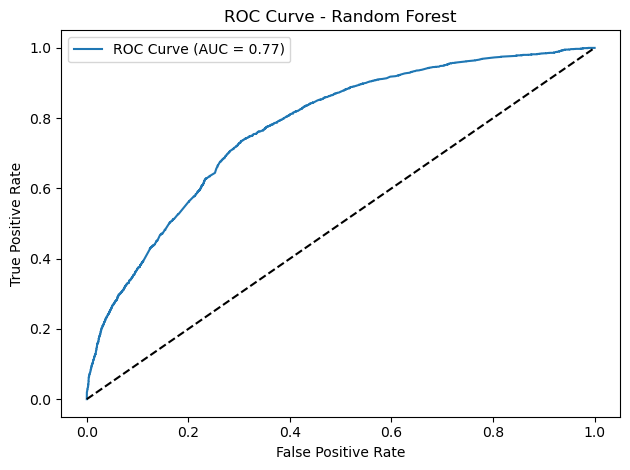 ROC Curve - Random Forest
ROC Curve (AUC = 0.77)
True Positive Rate
1.0
0.8
0.6
0.4
0.2
0.0
0.0 0.2 0.4 0.6 0.8 1.0
False Positive Rate